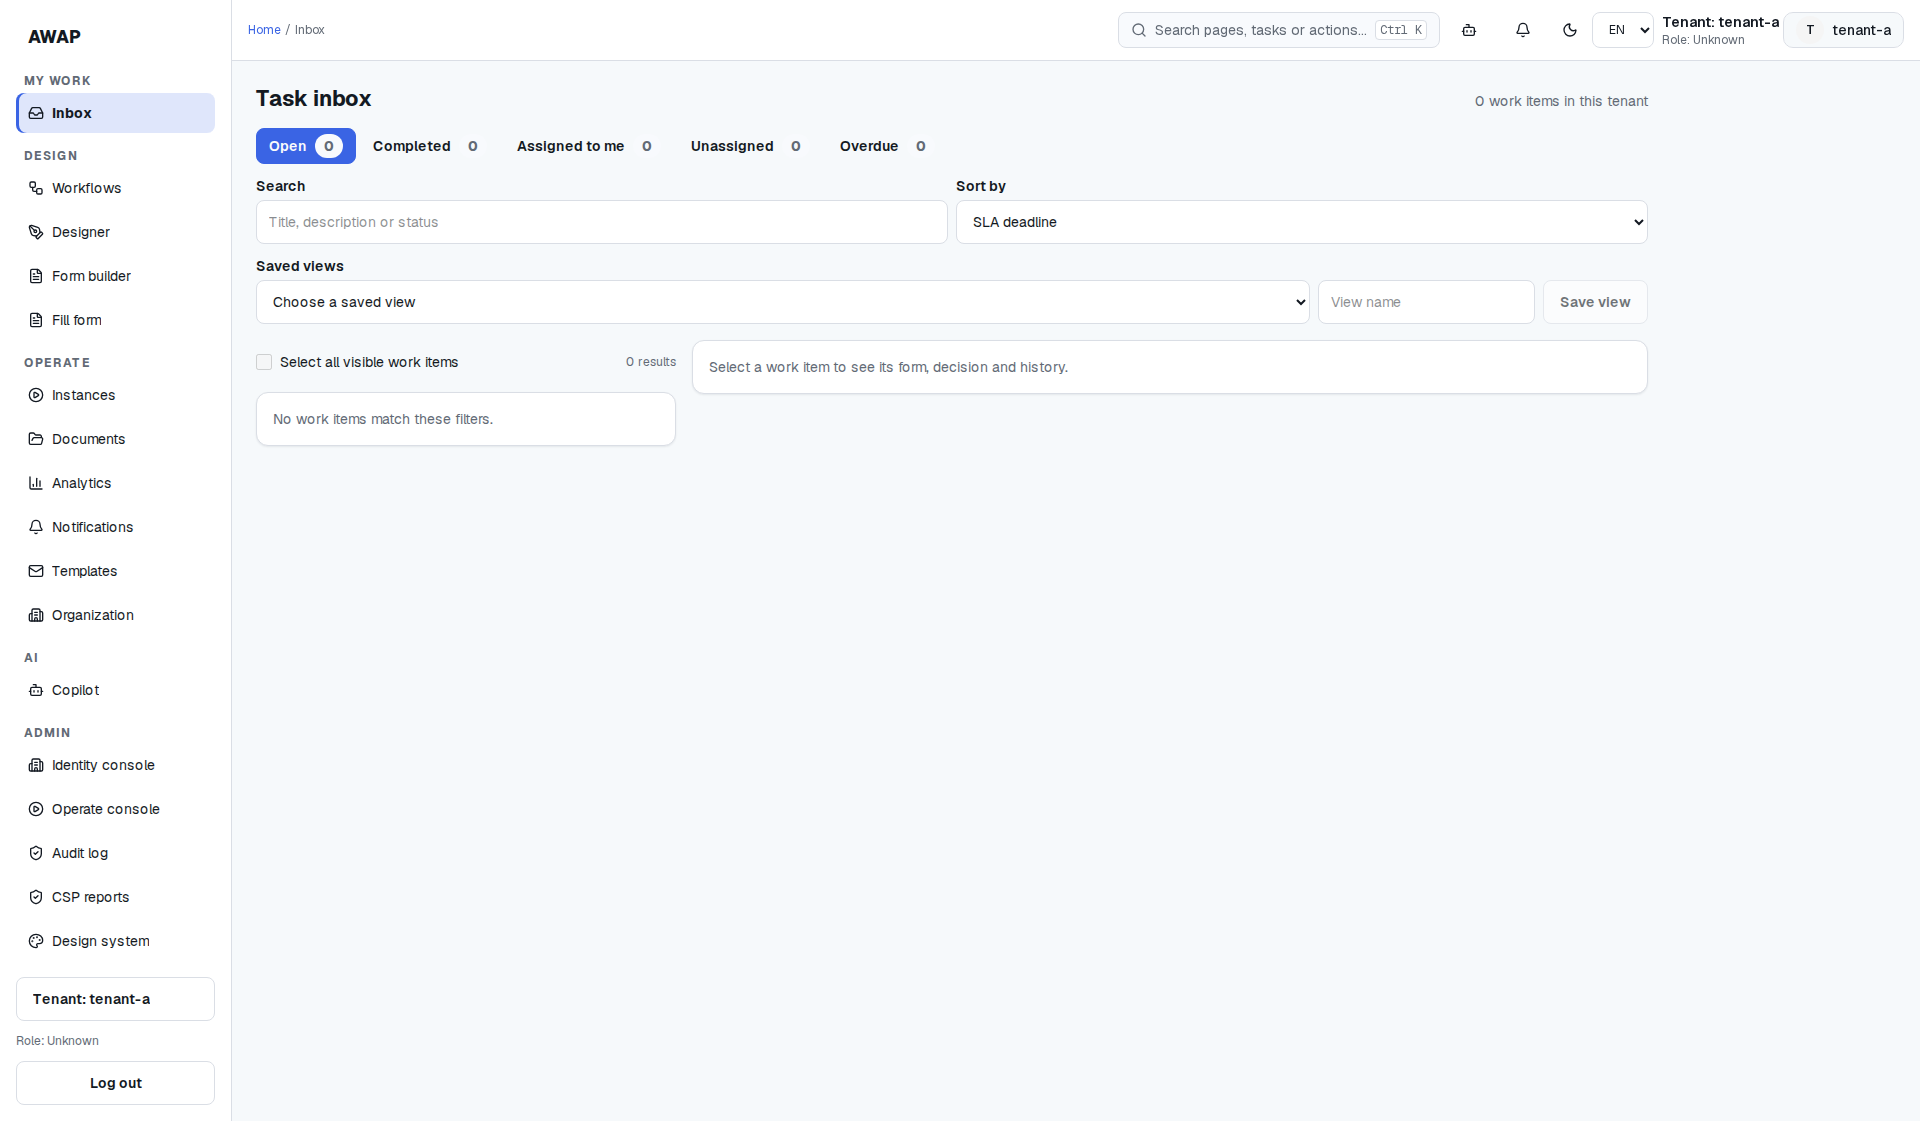 AWAP
MY WORK
Inbox
DESIGN
Workflows
Designer
Form builder
Fill form
OPERATE
Instances
Documents
Analytics
Notifications
Templates
Organization
AI
Copilot
ADMIN
Identity console
Operate console
Audit log
CSP reports
Design system
Tenant: tenant-a
Role: Unknown
Log out
Home / Inbox
Search pages, tasks or actions... Ctrl K
EN
Tenant: tenant-a
Role: Unknown
T tenant-a
Task inbox
0 work items in this tenant
Open 0 Completed 0 Assigned to me 0 Unassigned 0 Overdue 0
Search
Title, description or status
Sort by
SLA deadline
Saved views
Choose a saved view
View name
Save view
Select all visible work items
0 results
No work items match these filters.
Select a work item to see its form, decision and history.